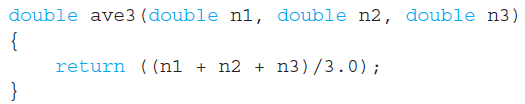 double ave3(double n1, double n2, double n3)
{
    return ((n1 + n2 + n3)/3.0);
}